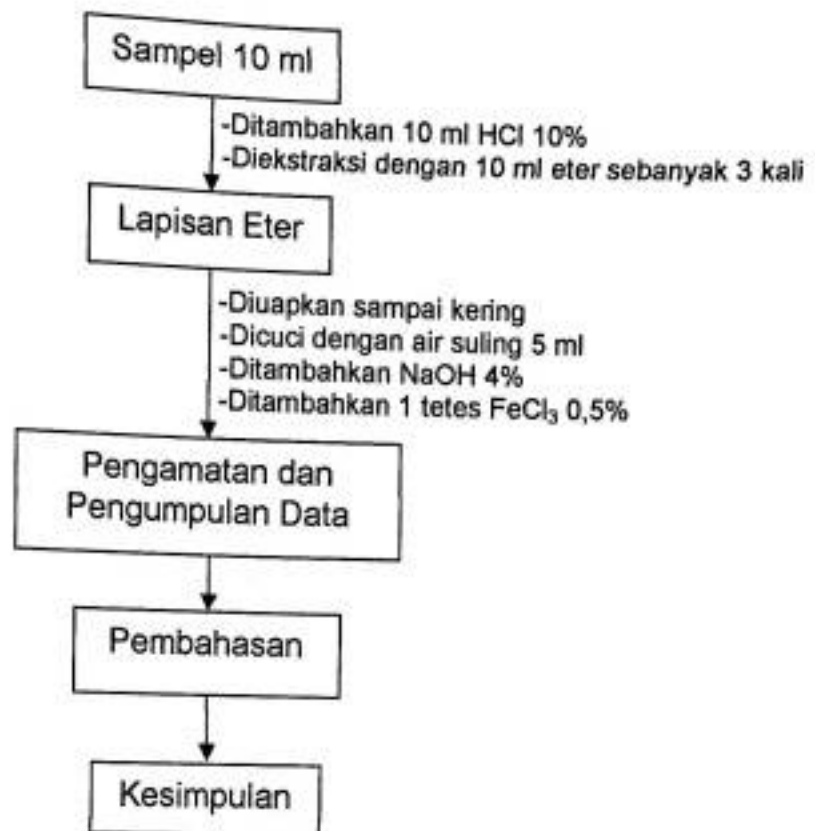 Sampel 10 ml
-Ditambahkan 10 ml HCl 10%
-Diekstraksi dengan 10 ml eter sebanyak 3 kali
Lapisan Eter
-Diuapkan sampai kering
-Dicuci dengan air suling 5 ml
-Ditambahkan NaOH 4%
-Ditambahkan 1 tetes FeCl₃ 0,5%
Pengamatan dan
Pengumpulan Data
Pembahasan
Kesimpulan